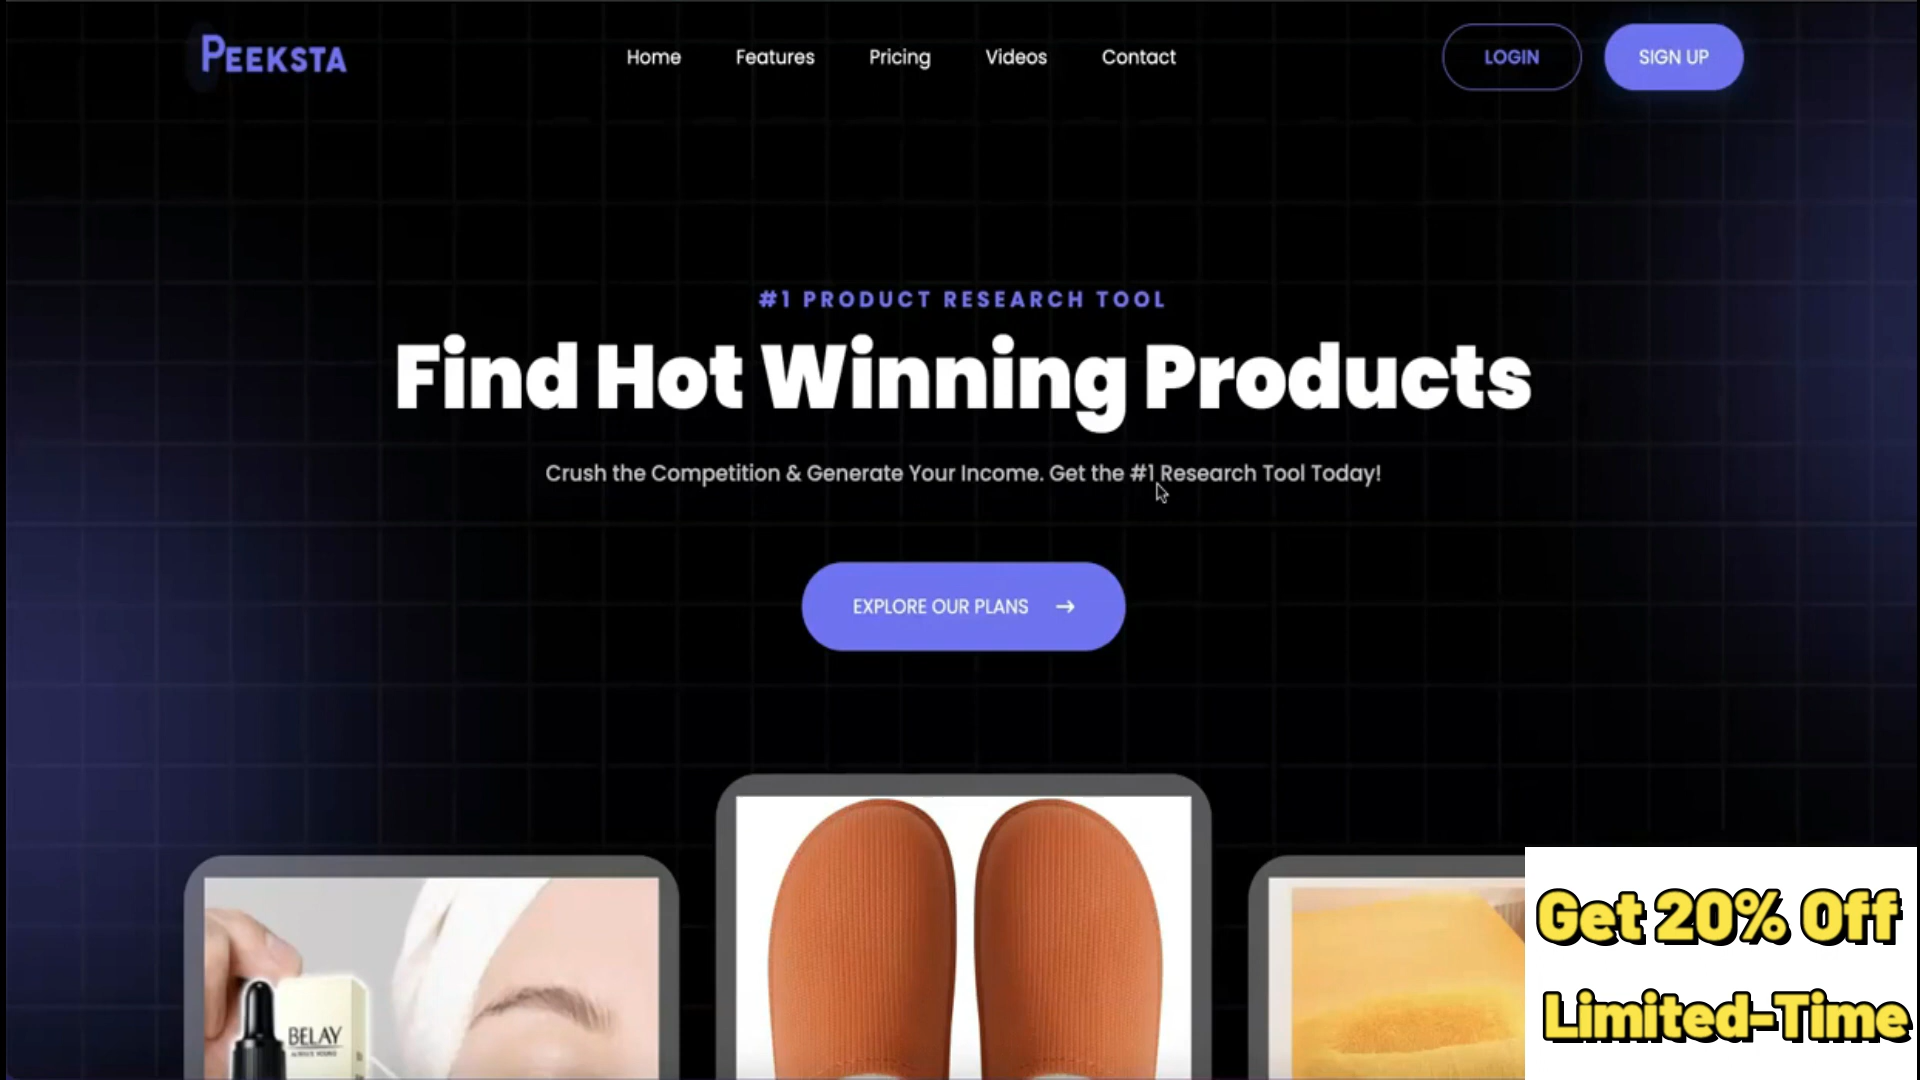 PEEKSTA
Home Features Pricing Videos Contact
LOGIN SIGN UP
#1 PRODUCT RESEARCH TOOL
Find Hot Winning Products
Crush the Competition & Generate Your Income. Get the #1 Research Tool Today!
EXPLORE OUR PLANS →
BELAY
Get 20% Off
Limited-Time